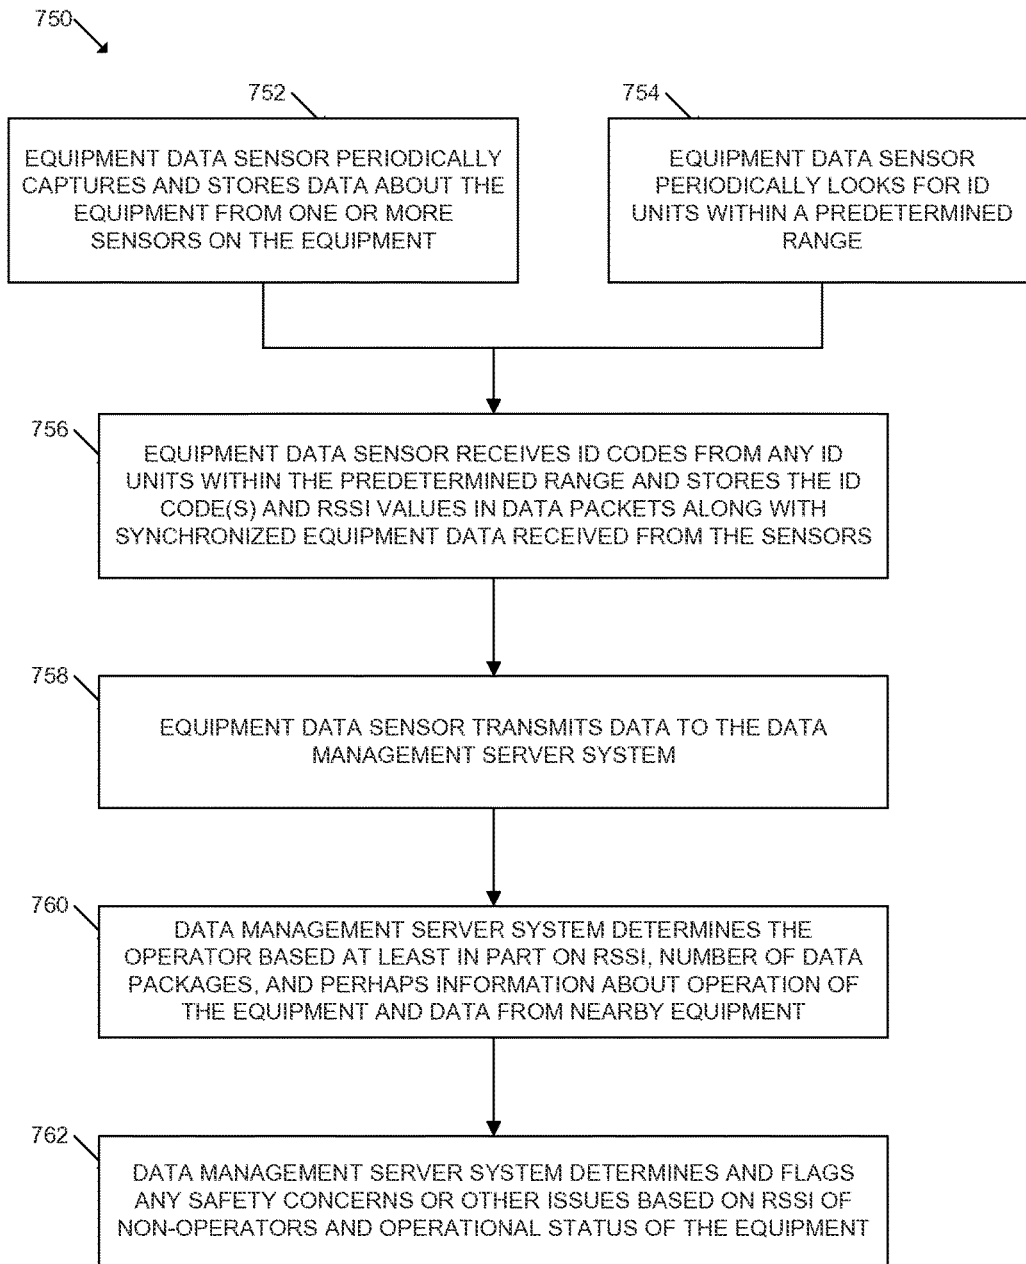 750
752
EQUIPMENT DATA SENSOR PERIODICALLY
CAPTURES AND STORES DATA ABOUT THE
EQUIPMENT FROM ONE OR MORE
SENSORS ON THE EQUIPMENT
754
EQUIPMENT DATA SENSOR
PERIODICALLY LOOKS FOR ID
UNITS WITHIN A PREDETERMINED
RANGE
756
EQUIPMENT DATA SENSOR RECEIVES ID CODES FROM ANY ID
UNITS WITHIN THE PREDETERMINED RANGE AND STORES THE ID
CODE(S) AND RSSI VALUES IN DATA PACKETS ALONG WITH
SYNCHRONIZED EQUIPMENT DATA RECEIVED FROM THE SENSORS
758
EQUIPMENT DATA SENSOR TRANSMITS DATA TO THE DATA
MANAGEMENT SERVER SYSTEM
760
DATA MANAGEMENT SERVER SYSTEM DETERMINES THE
OPERATOR BASED AT LEAST IN PART ON RSSI, NUMBER OF DATA
PACKAGES, AND PERHAPS INFORMATION ABOUT OPERATION OF
THE EQUIPMENT AND DATA FROM NEARBY EQUIPMENT
762
DATA MANAGEMENT SERVER SYSTEM DETERMINES AND FLAGS
ANY SAFETY CONCERNS OR OTHER ISSUES BASED ON RSSI OF
NON-OPERATORS AND OPERATIONAL STATUS OF THE EQUIPMENT